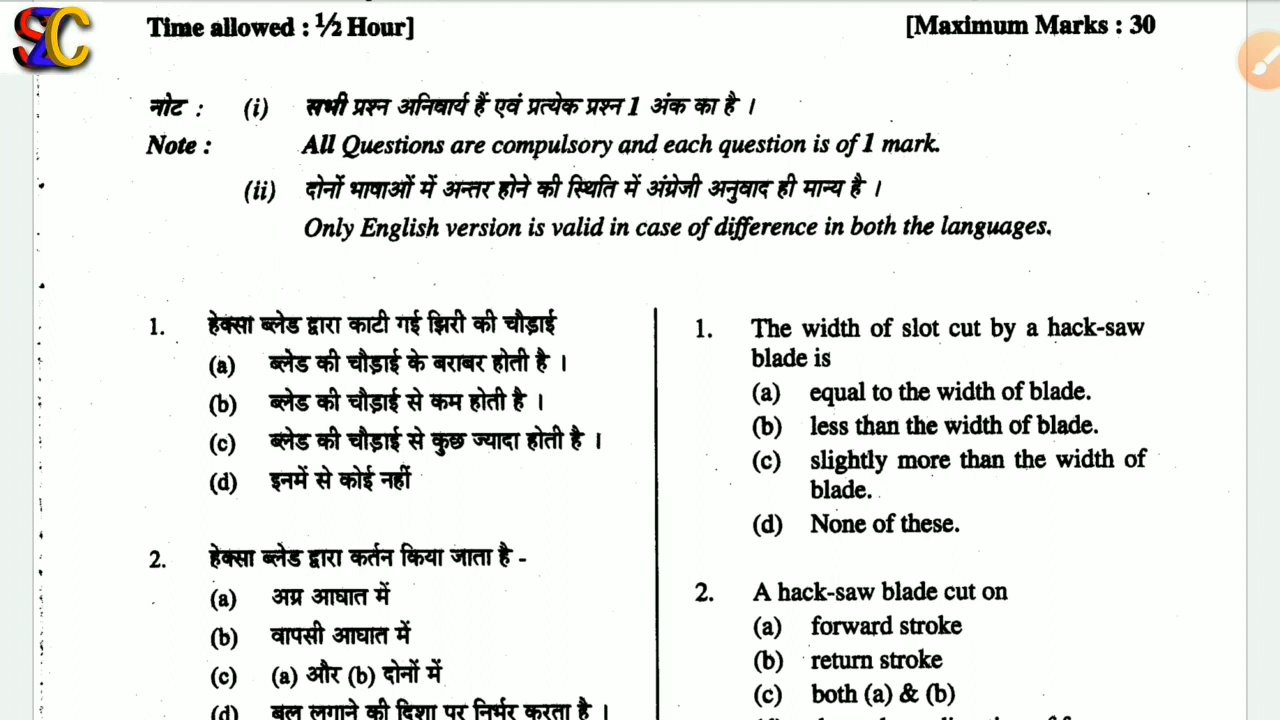 SZC
Time allowed : ½ Hour]
[Maximum Marks : 30
नोट : (i) सभी प्रश्न अनिवार्य हैं एवं प्रत्येक प्रश्न 1 अंक का है ।
Note : All Questions are compulsory and each question is of 1 mark.
(ii) दोनों भाषाओं में अन्तर होने की स्थिति में अंग्रेजी अनुवाद ही मान्य है ।
Only English version is valid in case of difference in both the languages.
1. हेक्सा ब्लेड द्वारा काटी गई झिरी की चौड़ाई
(a) ब्लेड की चौड़ाई के बराबर होती है ।
(b) ब्लेड की चौड़ाई से कम होती है ।
(c) ब्लेड की चौड़ाई से कुछ ज्यादा होती है ।
(d) इनमें से कोई नहीं
2. हेक्सा ब्लेड द्वारा कर्तन किया जाता है -
(a) अग्र आघात में
(b) वापसी आघात में
(c) (a) और (b) दोनों में
(d) बल लगाने की दिशा पर निर्भर करता है ।
1. The width of slot cut by a hack-saw
blade is
(a) equal to the width of blade.
(b) less than the width of blade.
(c) slightly more than the width of
blade.
(d) None of these.
2. A hack-saw blade cut on
(a) forward stroke
(b) return stroke
(c) both (a) & (b)